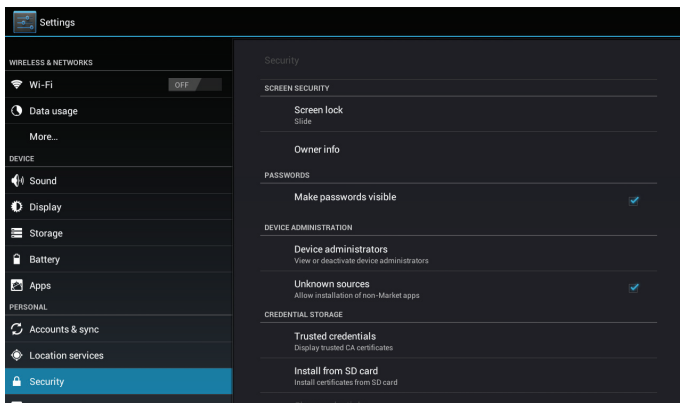 Settings
WIRELESS & NETWORKS
Wi-Fi
OFF
Data usage
More...
DEVICE
Sound
Display
Storage
Battery
Apps
PERSONAL
Accounts & sync
Location services
Security
Security
SCREEN SECURITY
Screen lock
Slide
Owner info
PASSWORDS
Make passwords visible
DEVICE ADMINISTRATION
Device administrators
View or deactivate device administrators
Unknown sources
Allow installation of non-Market apps
CREDENTIAL STORAGE
Trusted credentials
Display trusted CA certificates
Install from SD card
Install certificates from SD card